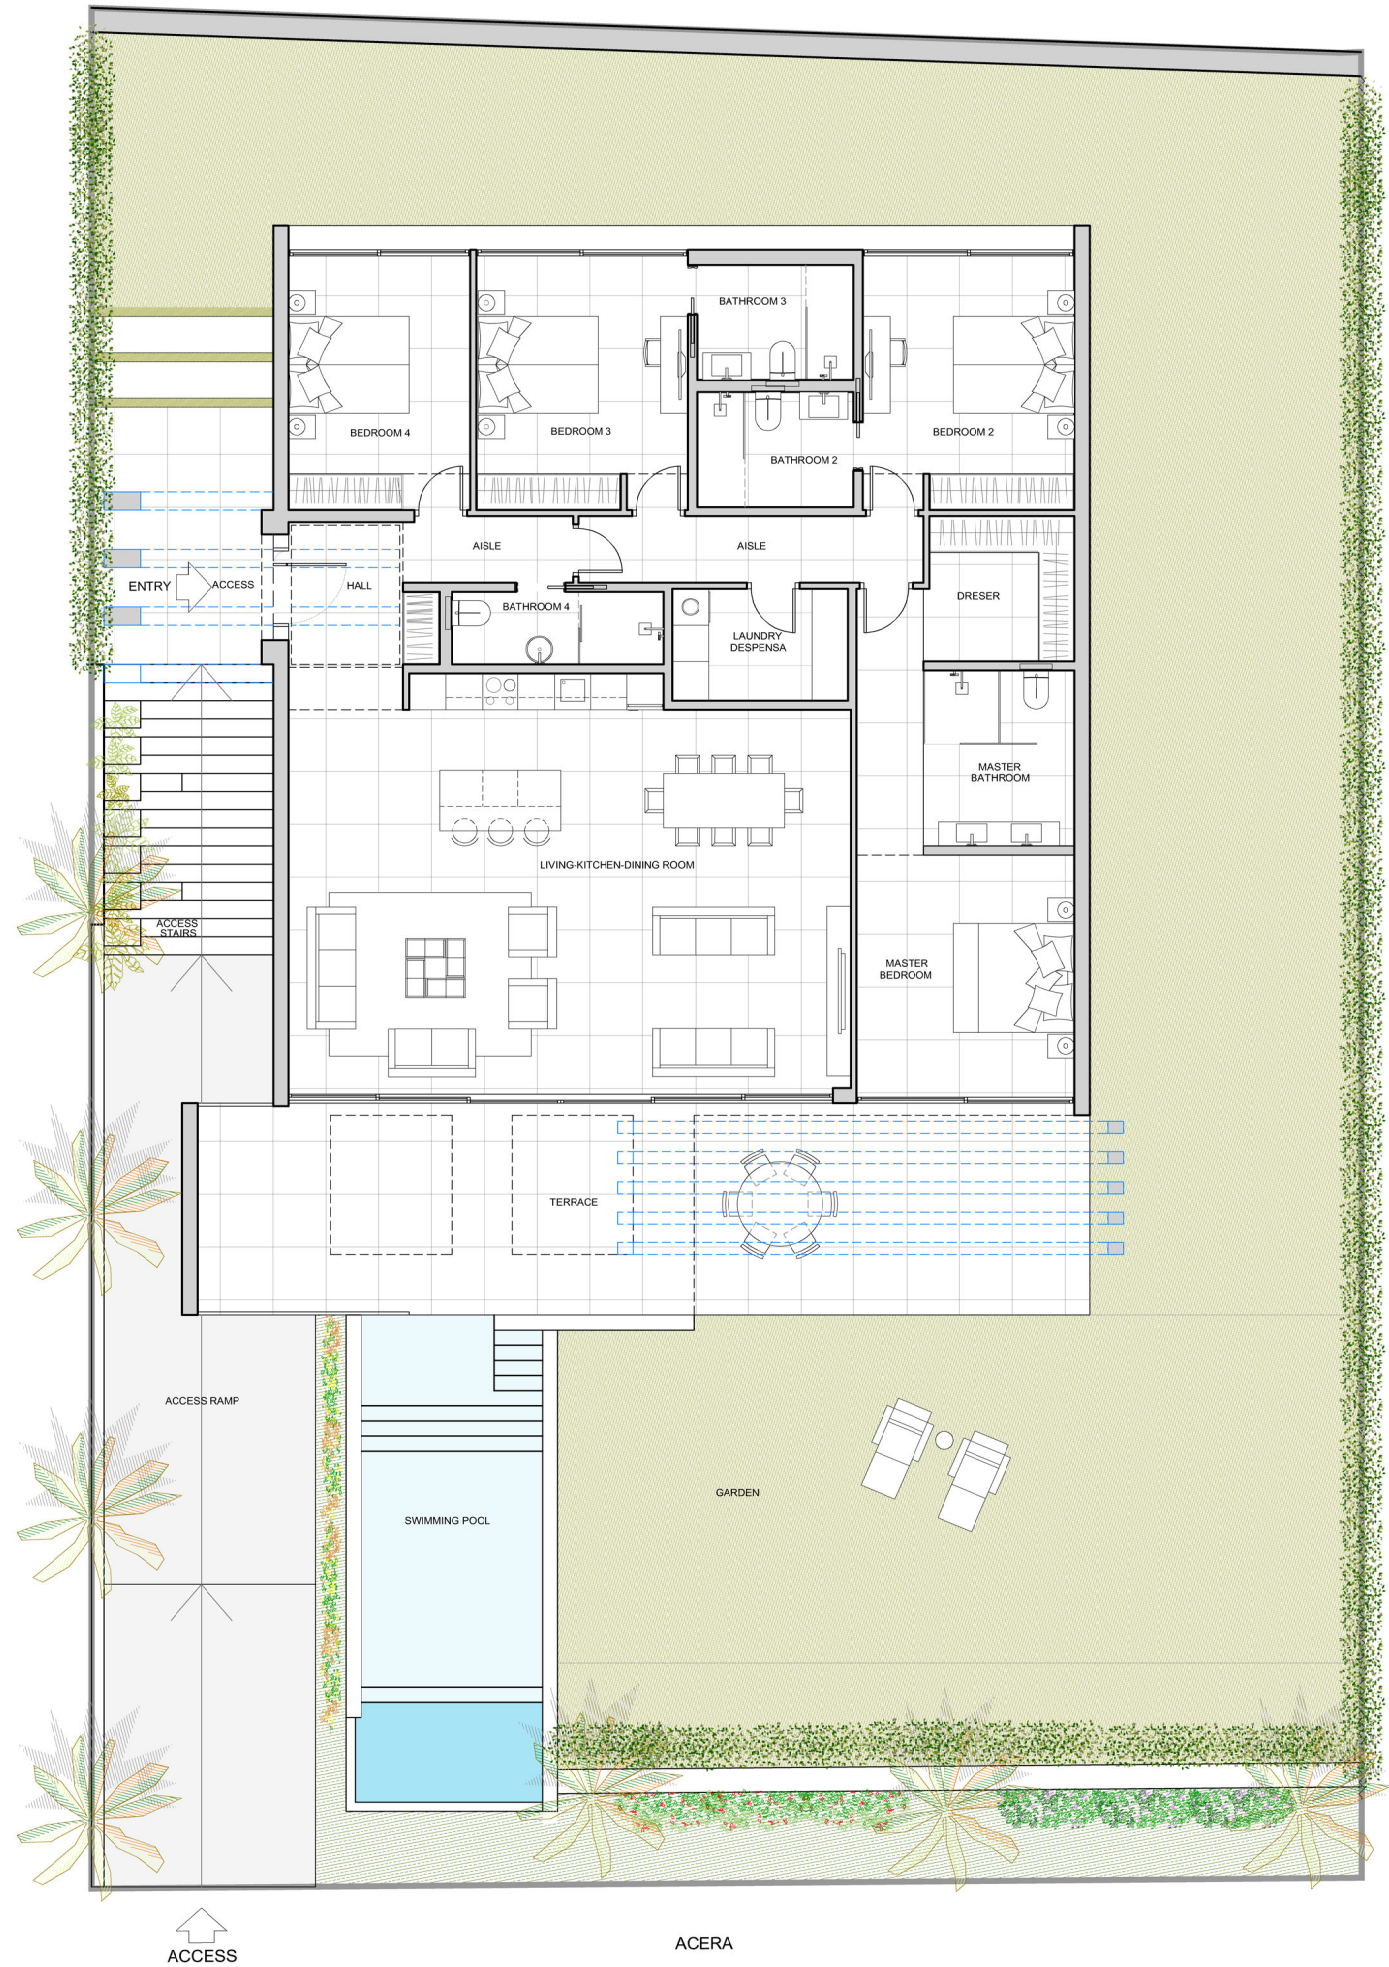 BATHROOM 3
BEDROOM 4
BEDROOM 3
BEDROOM 2
BATHROOM 2
AISLE
AISLE
ENTRY
ACCESS
HALL
DRESER
BATHROOM 4
LAUNDRY
DESPENSA
MASTER
BATHROOM
LIVING-KITCHEN-DINING ROOM
ACCESS
STAIRS
MASTER
BEDROOM
TERRACE
ACCESS RAMP
GARDEN
SWIMMING POOL
ACCESS
ACERA